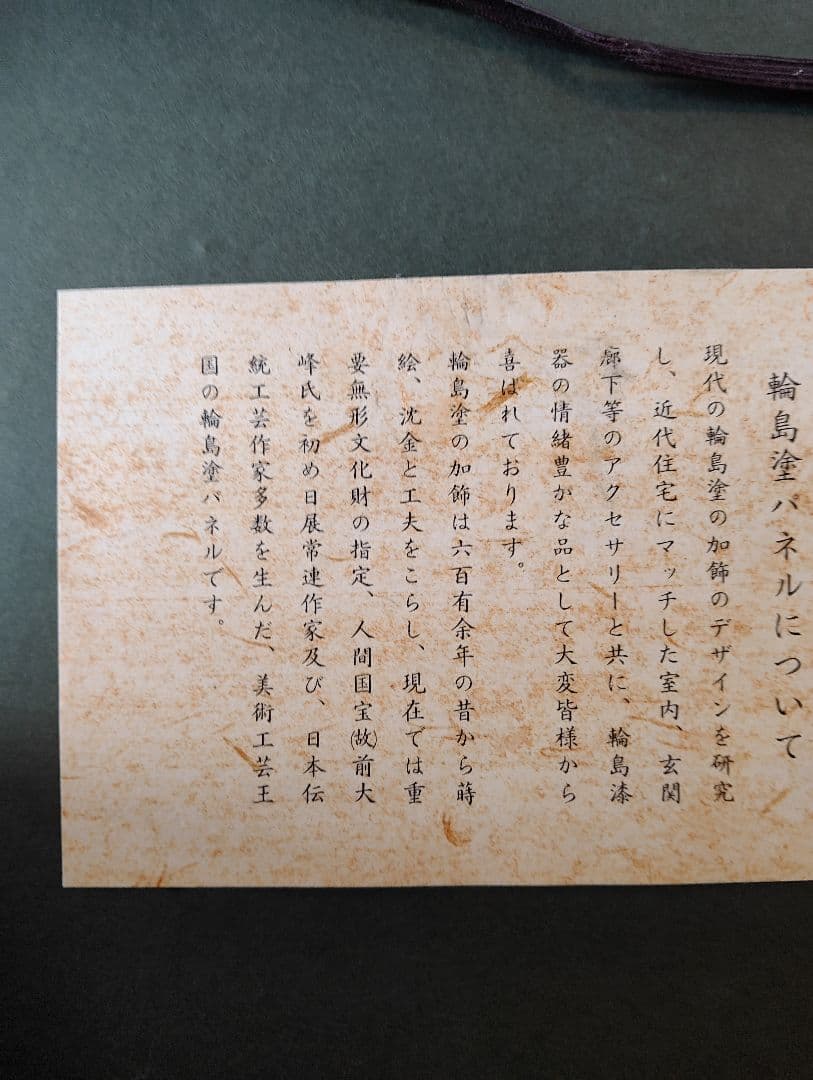 輪島塗パネルについて
現代の輪島塗の加飾のデザインを研究
し、近代住宅にマッチした室内、玄関
廊下等のアクセサリーと共に、輪島漆
器の情緒豊かな品として大変皆様から
喜ばれております。
輪島塗の加飾は六百有余年の昔から蒔
絵、沈金と工夫をこらし、現在では重
要無形文化財の指定、人間国宝㈸前大
峰氏を初め日展常連作家及び、日本伝
統工芸作家多数を生んだ、美術工芸王
国の輪島塗パネルです。